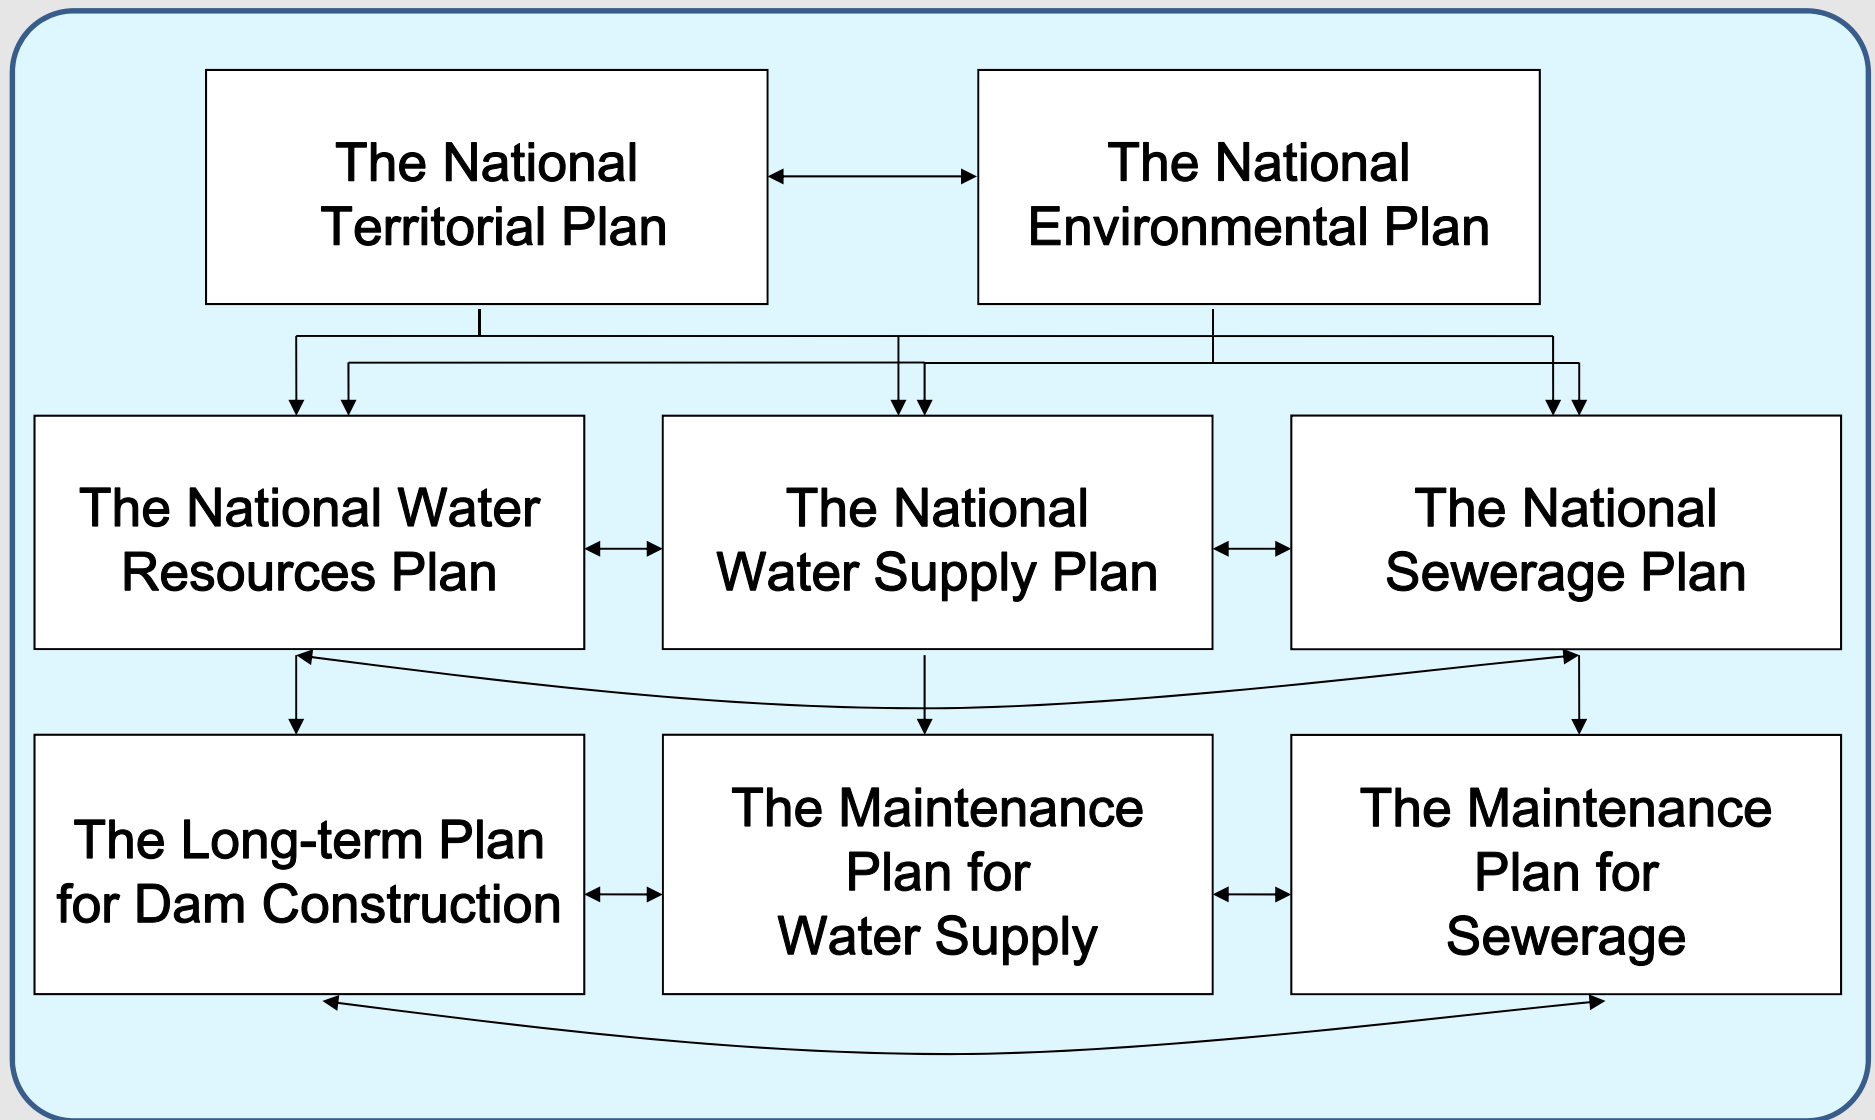 The National
Territorial Plan
The National
Environmental Plan
The National Water
Resources Plan
The National
Water Supply Plan
The National
Sewerage Plan
The Long-term Plan
for Dam Construction
The Maintenance
Plan for
Water Supply
The Maintenance
Plan for
Sewerage